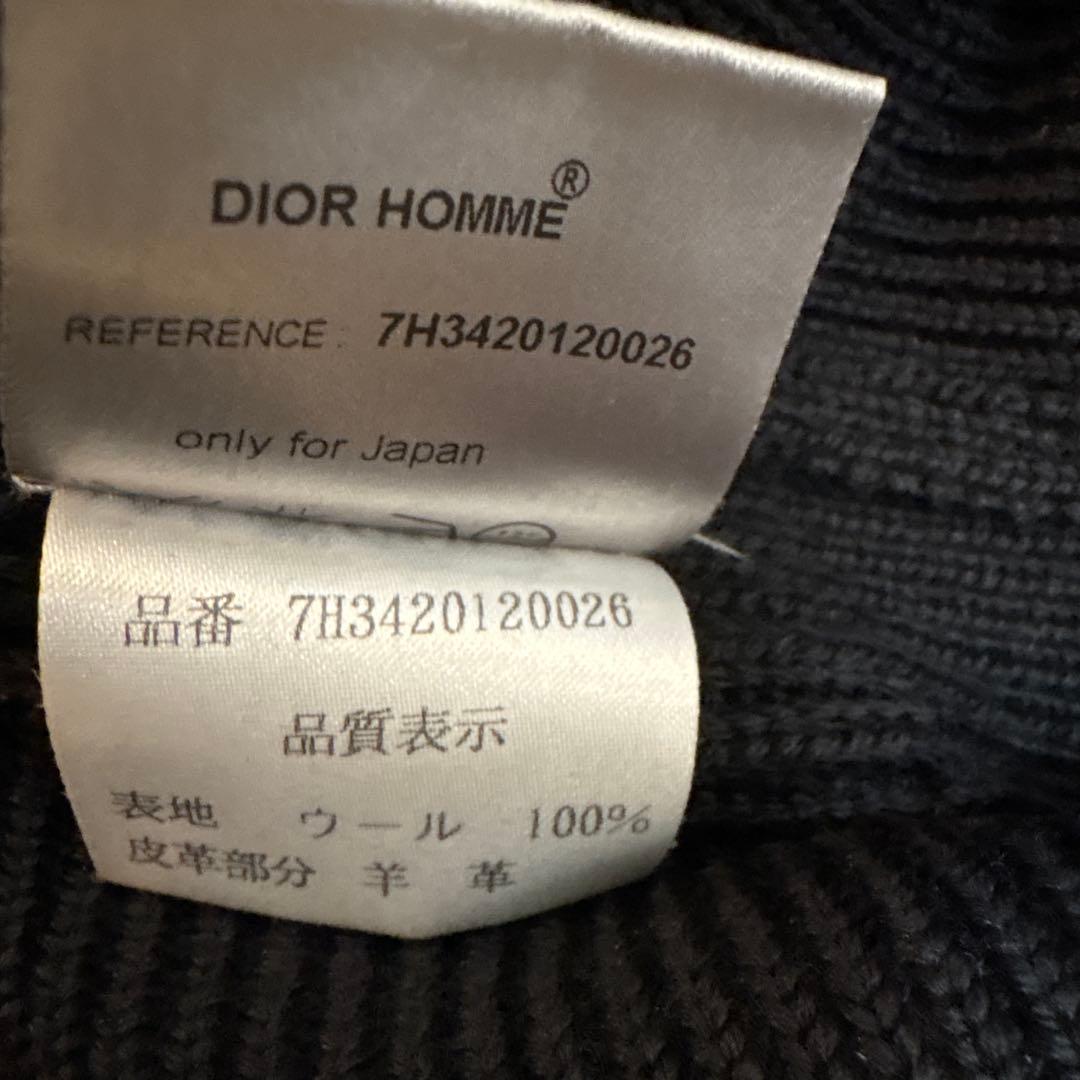 DIOR HOMME®
REFERENCE : 7H3420120026
only for Japan
品番 7H3420120026
品質表示
表地 ウール 100%
皮革部分 羊 革